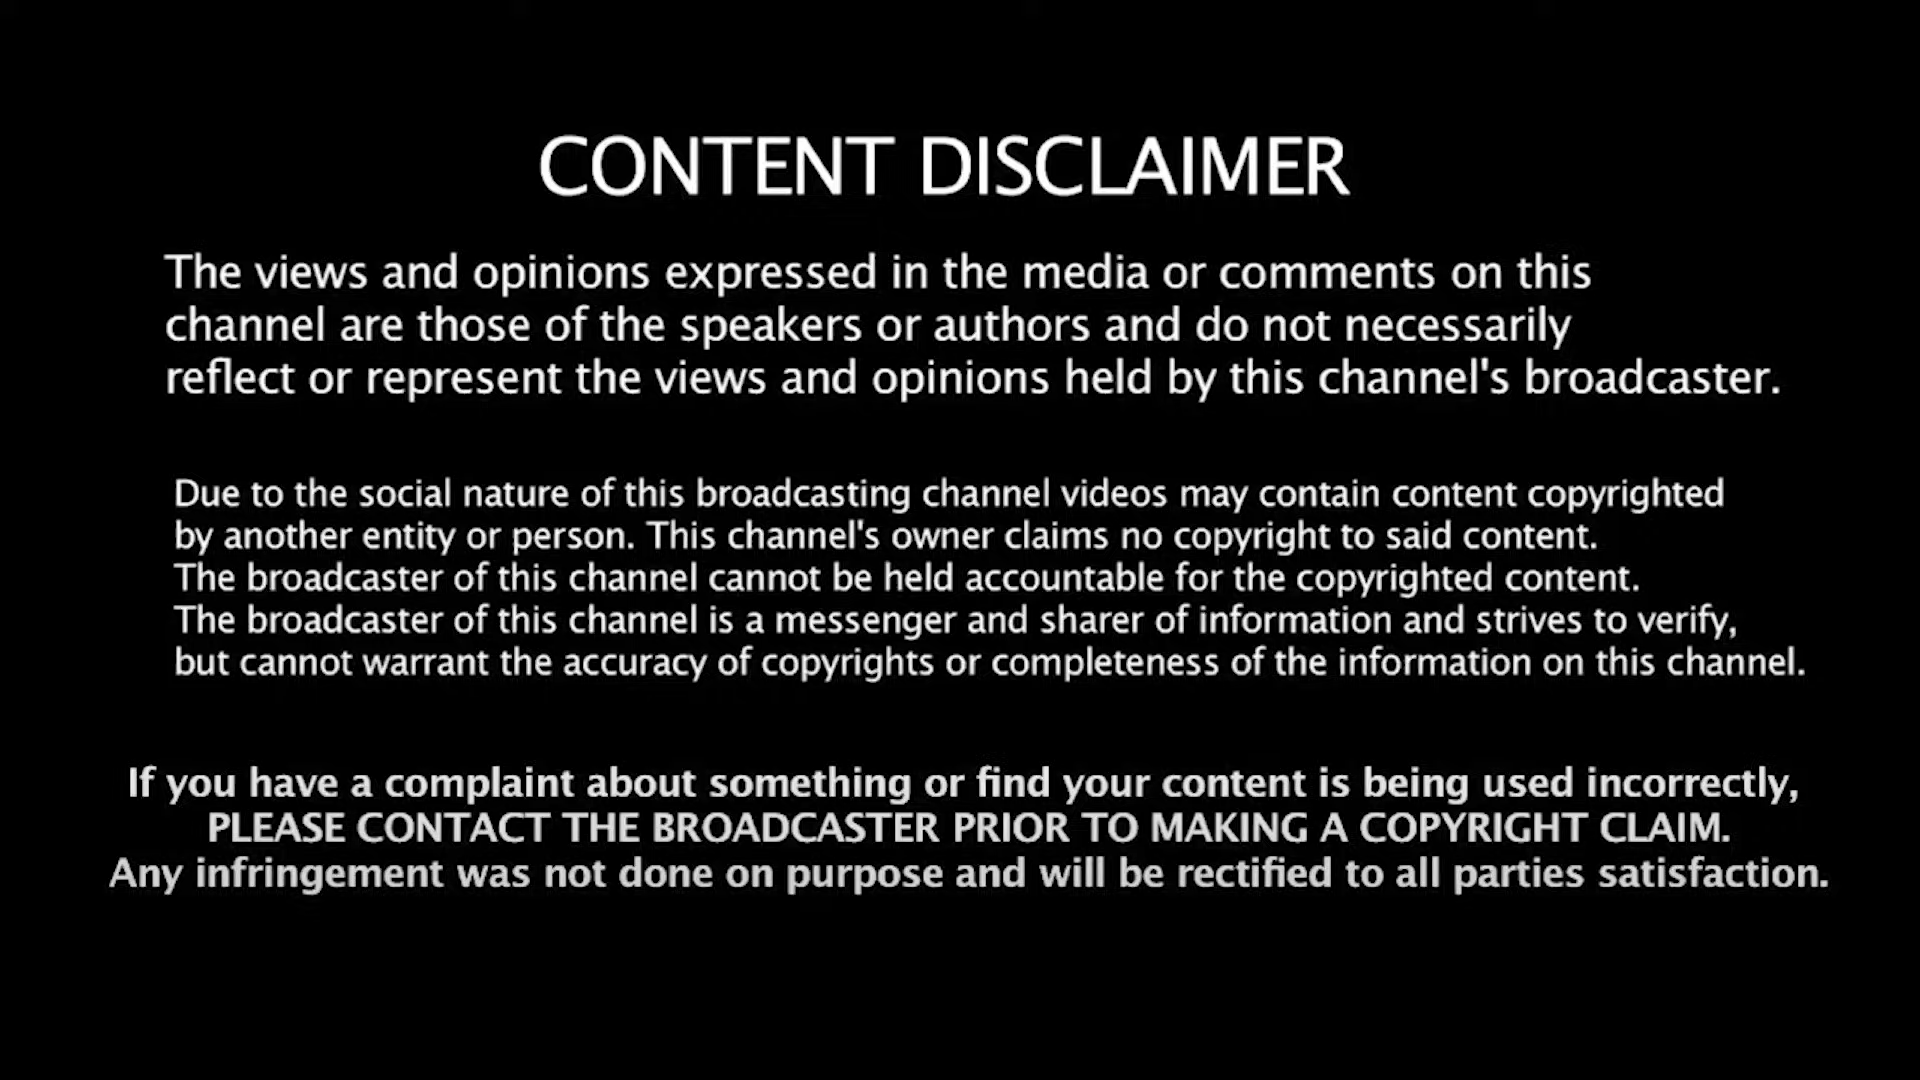 CONTENT DISCLAIMER
The views and opinions expressed in the media or comments on this
channel are those of the speakers or authors and do not necessarily
reflect or represent the views and opinions held by this channel's broadcaster.
Due to the social nature of this broadcasting channel videos may contain content copyrighted
by another entity or person. This channel's owner claims no copyright to said content.
The broadcaster of this channel cannot be held accountable for the copyrighted content.
The broadcaster of this channel is a messenger and sharer of information and strives to verify,
but cannot warrant the accuracy of copyrights or completeness of the information on this channel.
If you have a complaint about something or find your content is being used incorrectly,
PLEASE CONTACT THE BROADCASTER PRIOR TO MAKING A COPYRIGHT CLAIM.
Any infringement was not done on purpose and will be rectified to all parties satisfaction.